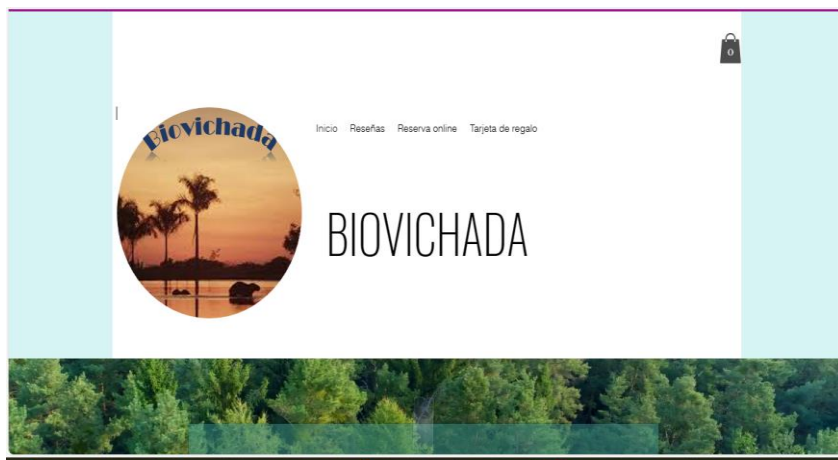 0
Biovichada
Inicio Reseñas Reserva online Tarjeta de regalo
BIOVICHADA